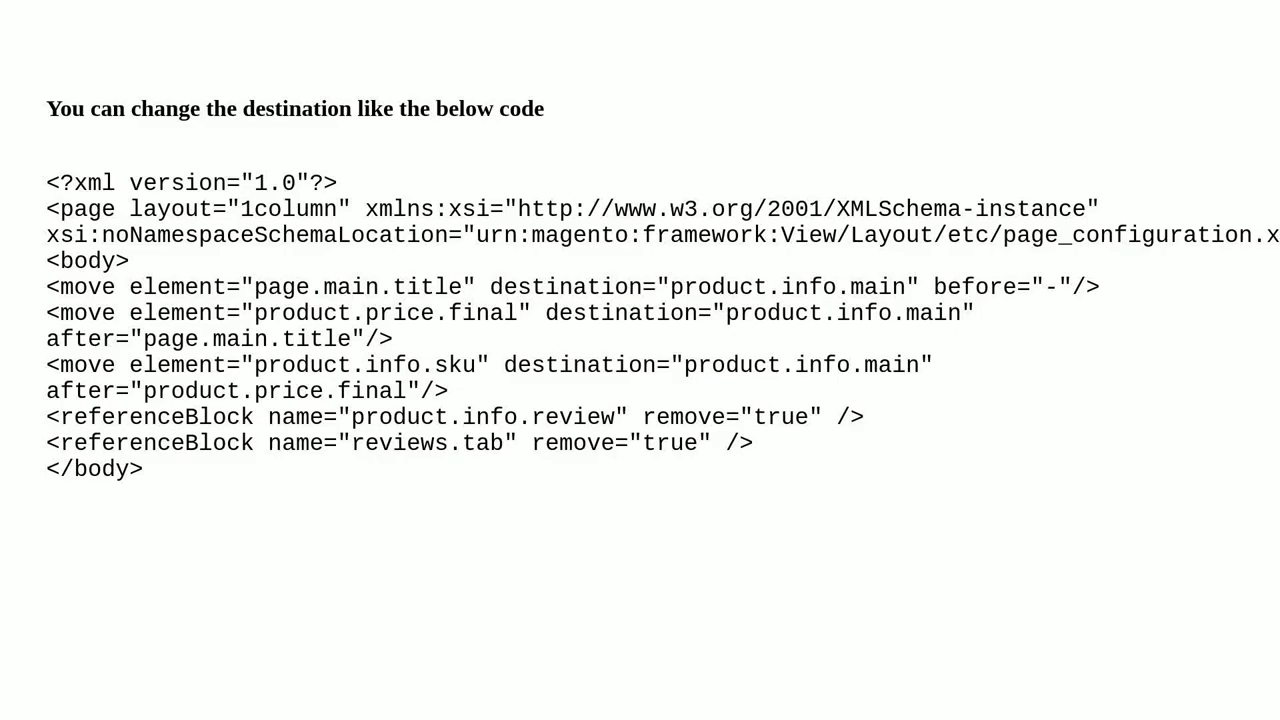 You can change the destination like the below code
<?xml version="1.0"?>
<page layout="1column" xmlns:xsi="http://www.w3.org/2001/XMLSchema-instance"
xsi:noNamespaceSchemaLocation="urn:magento:framework:View/Layout/etc/page_configuration.x
<body>
<move element="page.main.title" destination="product.info.main" before="-"/>
<move element="product.price.final" destination="product.info.main"
after="page.main.title"/>
<move element="product.info.sku" destination="product.info.main"
after="product.price.final"/>
<referenceBlock name="product.info.review" remove="true" />
<referenceBlock name="reviews.tab" remove="true" />
</body>